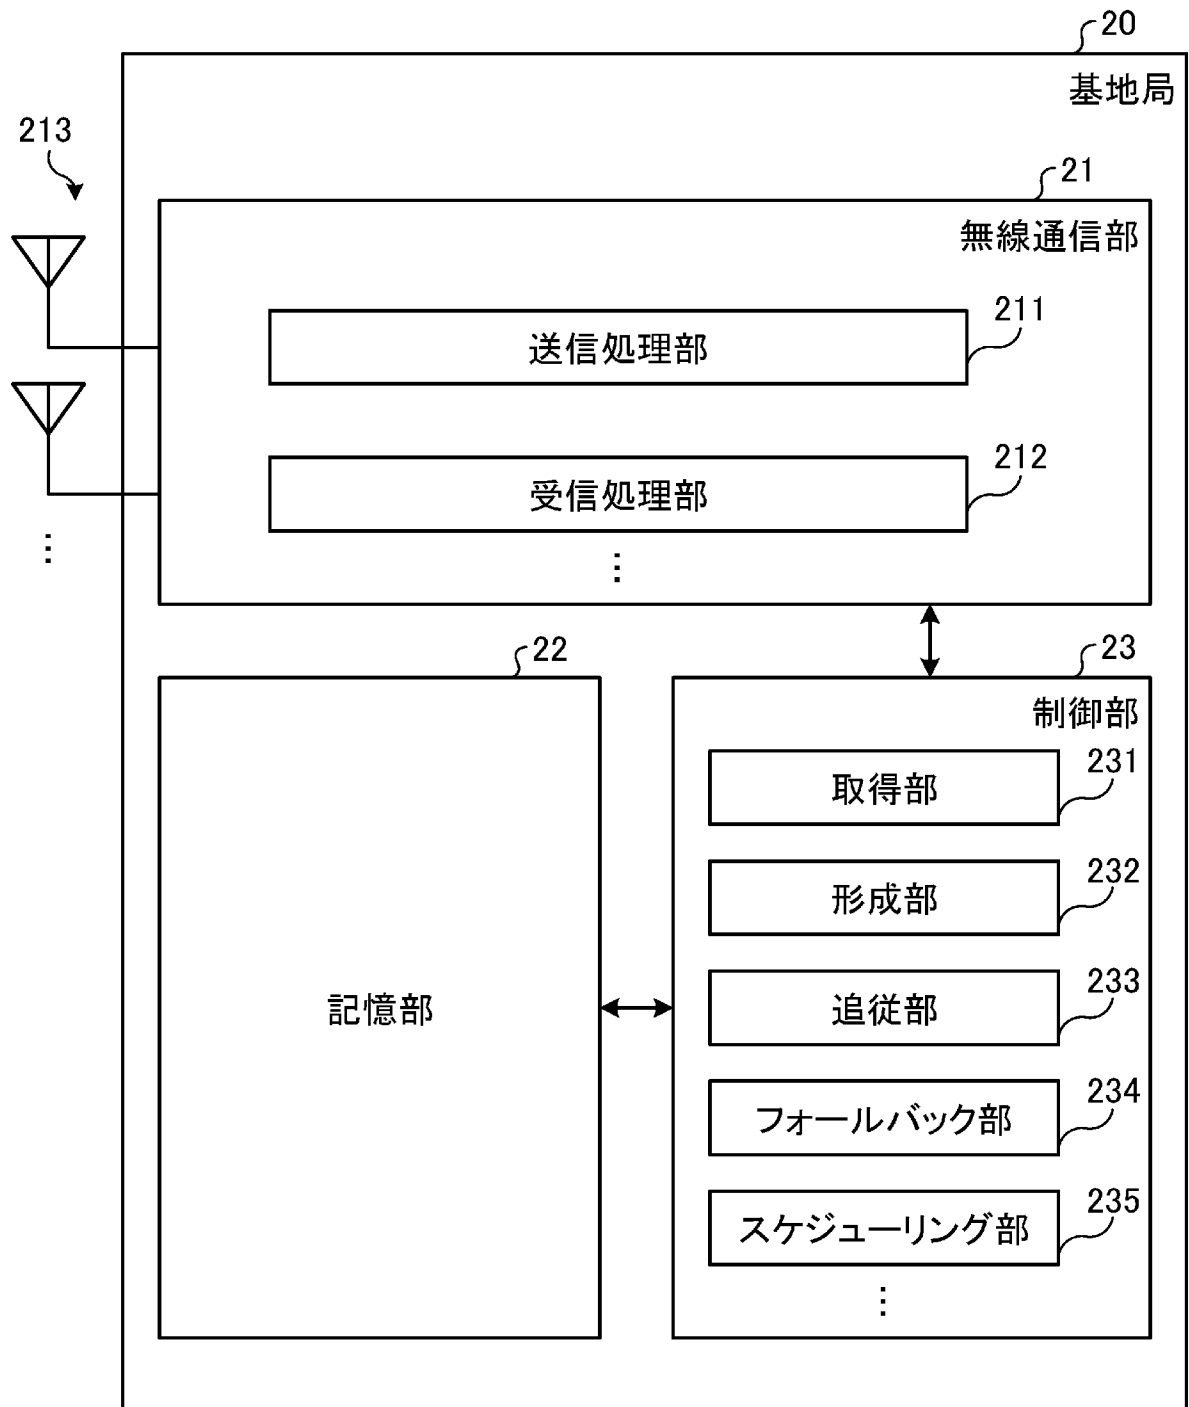 20
基地局
213
21
無線通信部
211
送信処理部
212
受信処理部
⋮
⋮
22
記憶部
23
制御部
231
取得部
232
形成部
233
追従部
234
フォールバック部
235
スケジューリング部
⋮